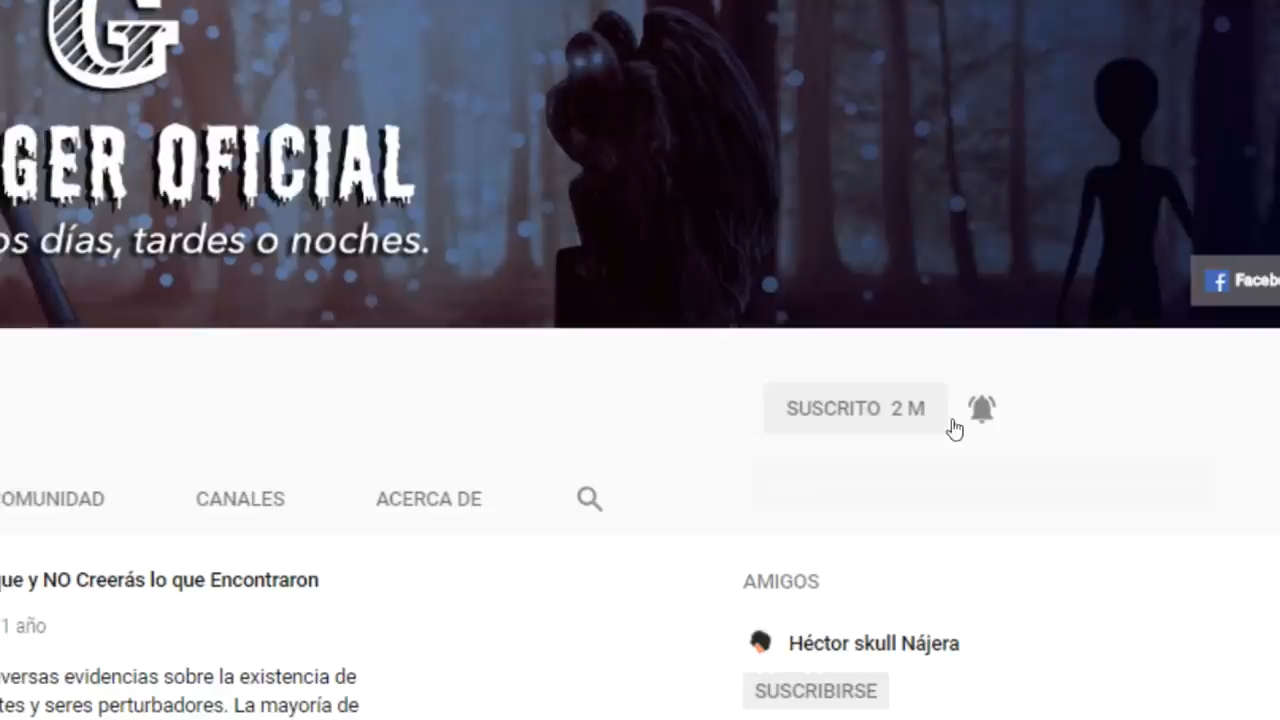 G
GER OFICIAL
os días, tardes o noches.
Faceb
SUSCRITO 2 M
COMUNIDAD CANALES ACERCA DE
que y NO Creerás lo que Encontraron
1 año
versas evidencias sobre la existencia de
tes y seres perturbadores. La mayoría de
AMIGOS
Héctor skull Nájera
SUSCRIBIRSE